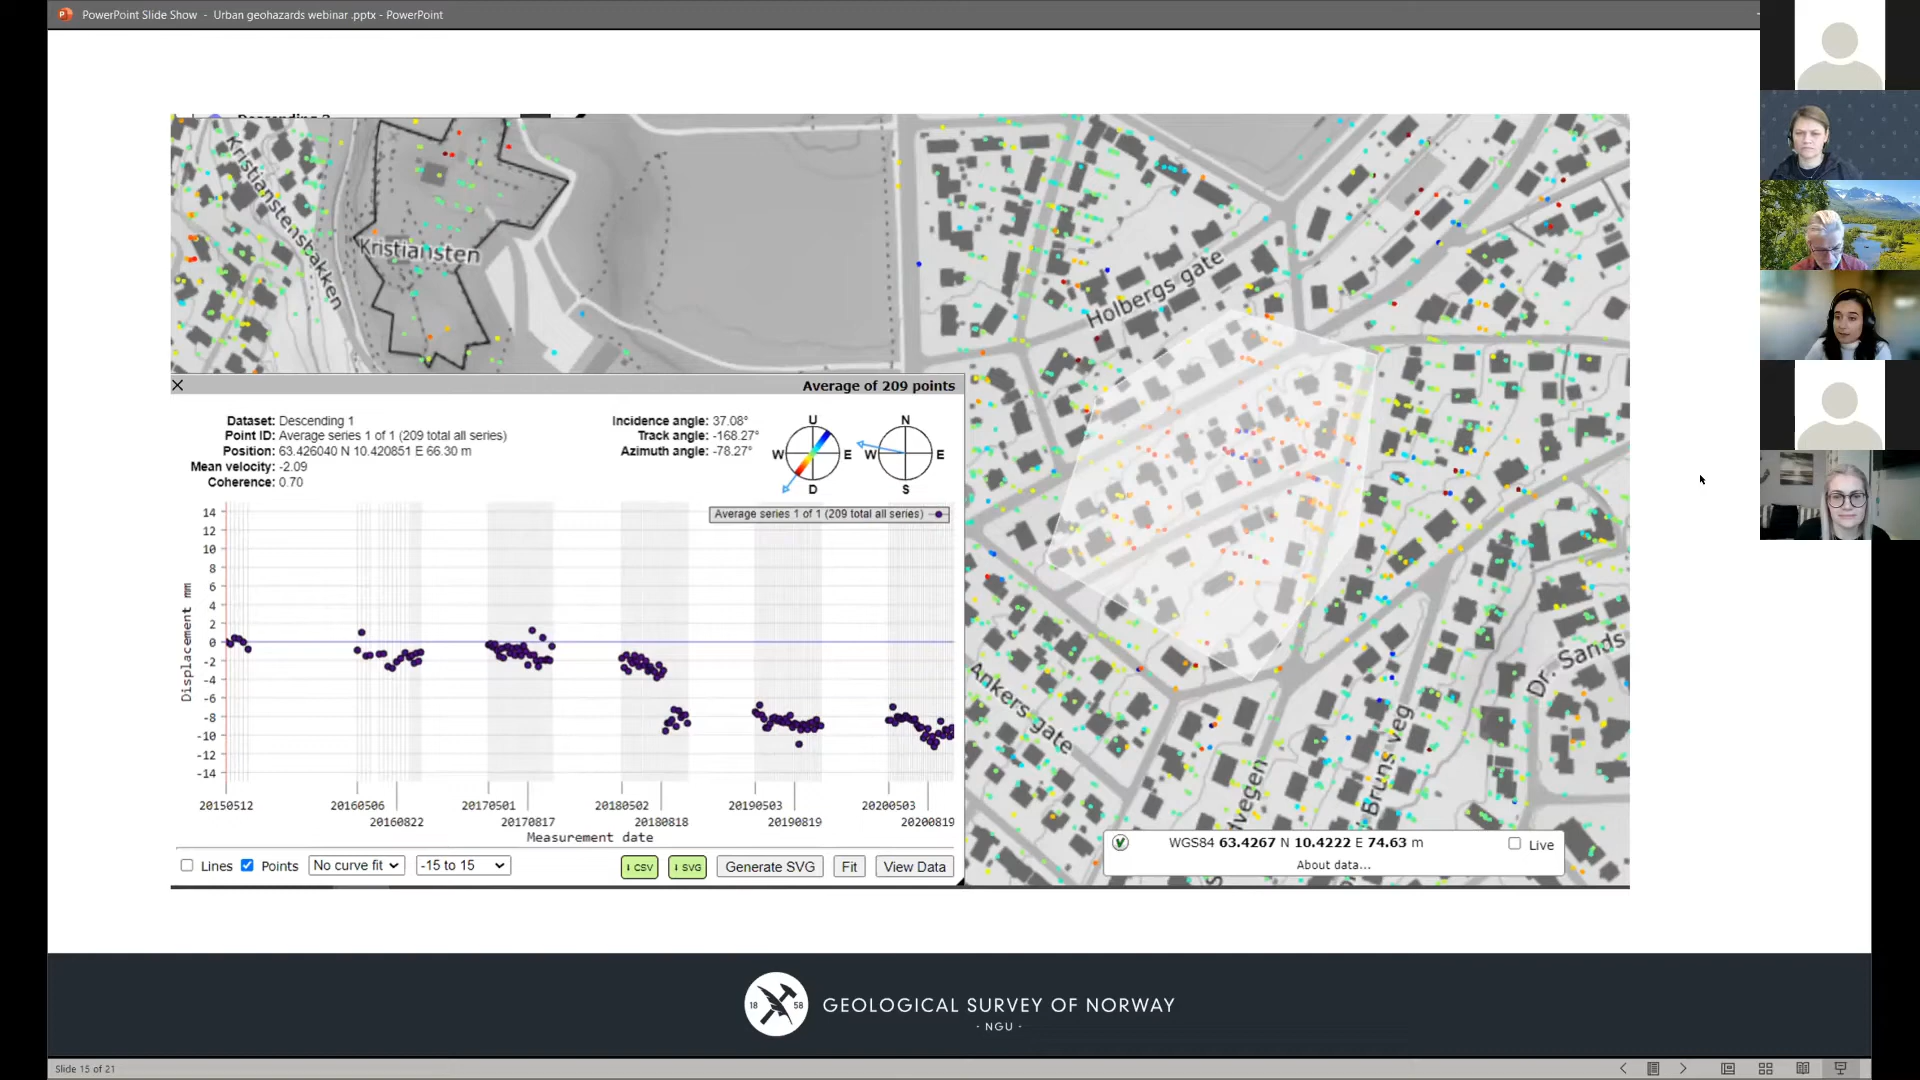 PowerPoint Slide Show - Urban geohazards webinar .pptx - PowerPoint
Descending 2
Kristianstensbakken
Kristiansten
Holbergs gate
Average of 209 points
Dataset: Descending 1
Point ID: Average series 1 of 1 (209 total all series)
Position: 63.426040 N 10.420851 E 66.30 m
Mean velocity: -2.09
Coherence: 0.70
Incidence angle: 37.08°
Track angle: -168.27°
Azimuth angle: -78.27°
U
W E
D
N
W E
S
Average series 1 of 1 (209 total all series)
Displacement mm
14
12
10
8
6
4
2
0
-2
-4
-6
-8
-10
-12
-14
20150512 20160506 20170501 20180502 20190503 20200503
20160822 20170817 20180818 20190819 20200819
Measurement date
Lines Points No curve fit -15 to 15 CSV SVG Generate SVG Fit View Data
Ankers gate
Dr. Sands
Bruns veg
vegen
WGS84 63.4267 N 10.4222 E 74.63 m
Live
About data...
18 58
GEOLOGICAL SURVEY OF NORWAY
- NGU -
Slide 15 of 21